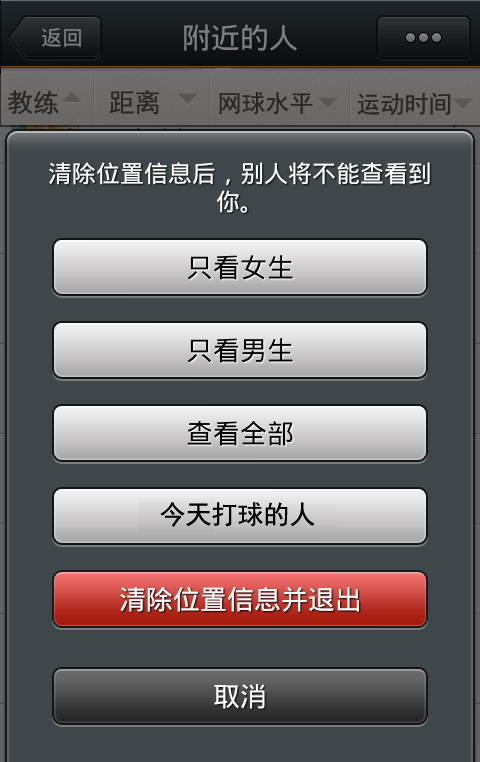 返回
附近的人
教练
距离
网球水平
运动时间
清除位置信息后，别人将不能查看到
你。
只看女生
只看男生
查看全部
今天打球的人
清除位置信息并退出
取消